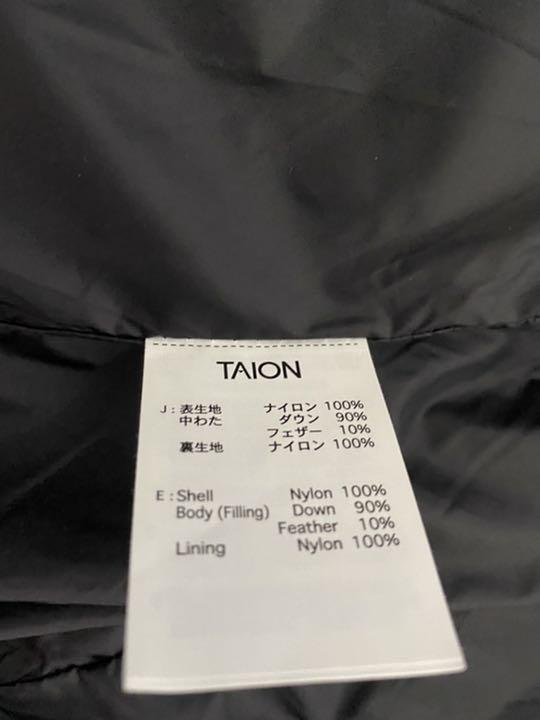 TAION
J : 表生地 ナイロン 100%
中わた ダウン 90%
フェザー 10%
裏生地 ナイロン 100%
E : Shell Nylon 100%
Body (Filling) Down 90%
Feather 10%
Lining Nylon 100%